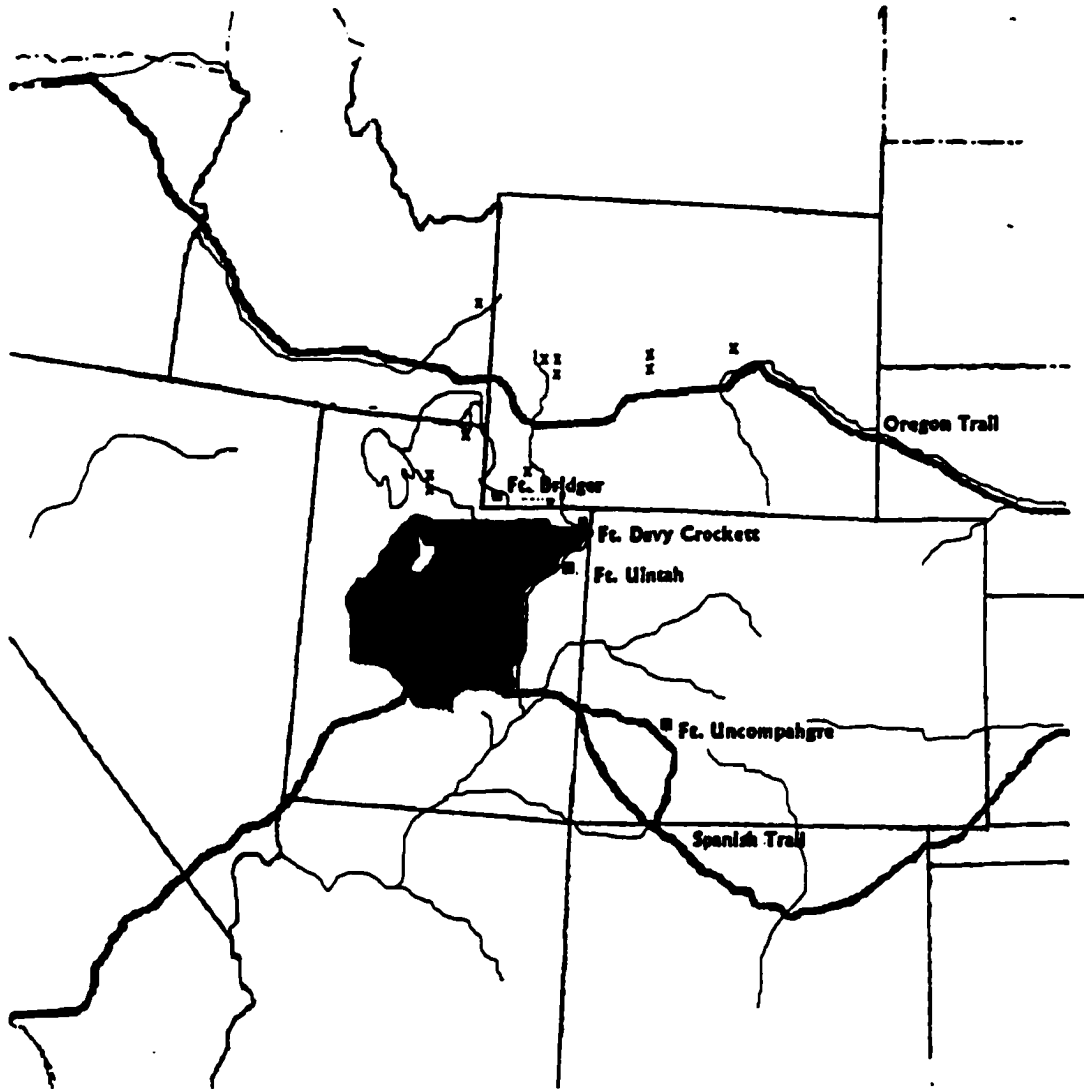 x
x x
x
x
x
x
Oregon Trail
x
x
x
x
Ft. Bridger
Ft. Davy Crockett
Ft. Uintah
Ft. Uncompahgre
Spanish Trail